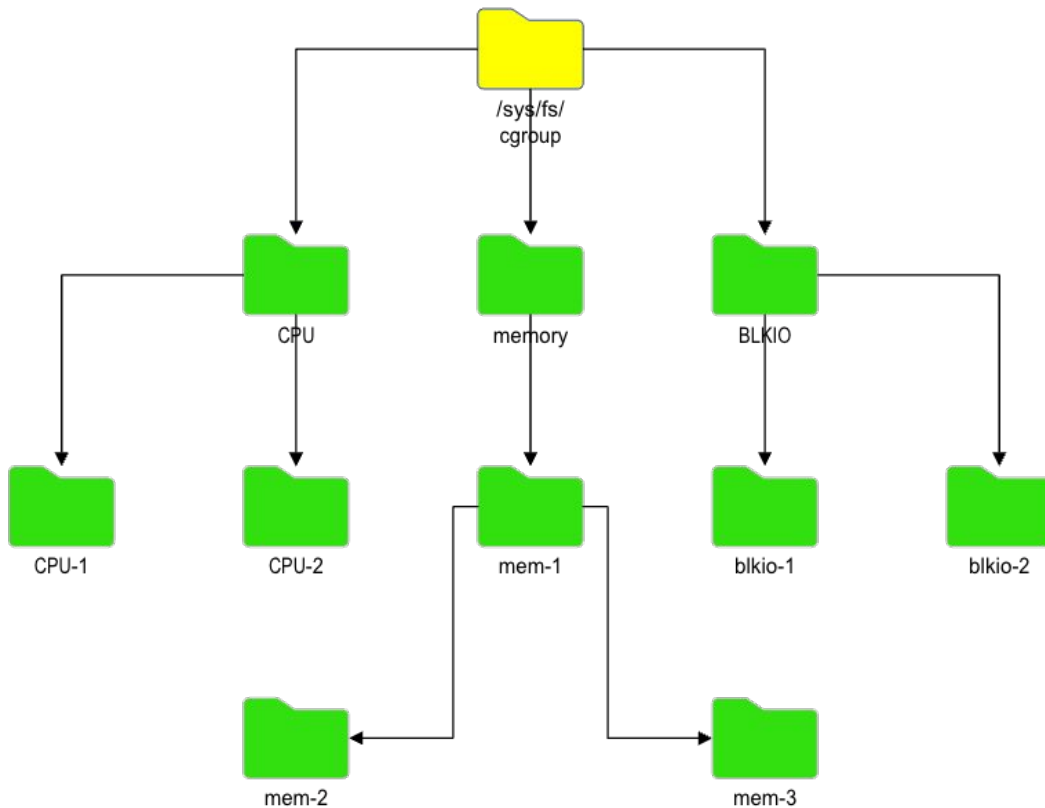 /sys/fs/
cgroup
CPU
memory
BLKIO
CPU-1
CPU-2
mem-1
blkio-1
blkio-2
mem-2
mem-3